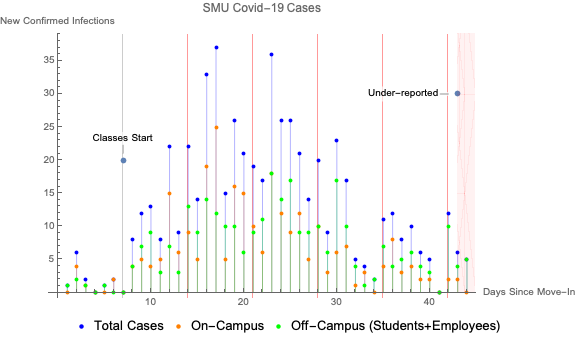 SMU Covid-19 Cases
New Confirmed Infections
35
30
Under-reported
25
Classes Start
20
15
10
5
Days Since Move-In
10
20
30
40
Total Cases
On-Campus
Off-Campus (Students+Employees)